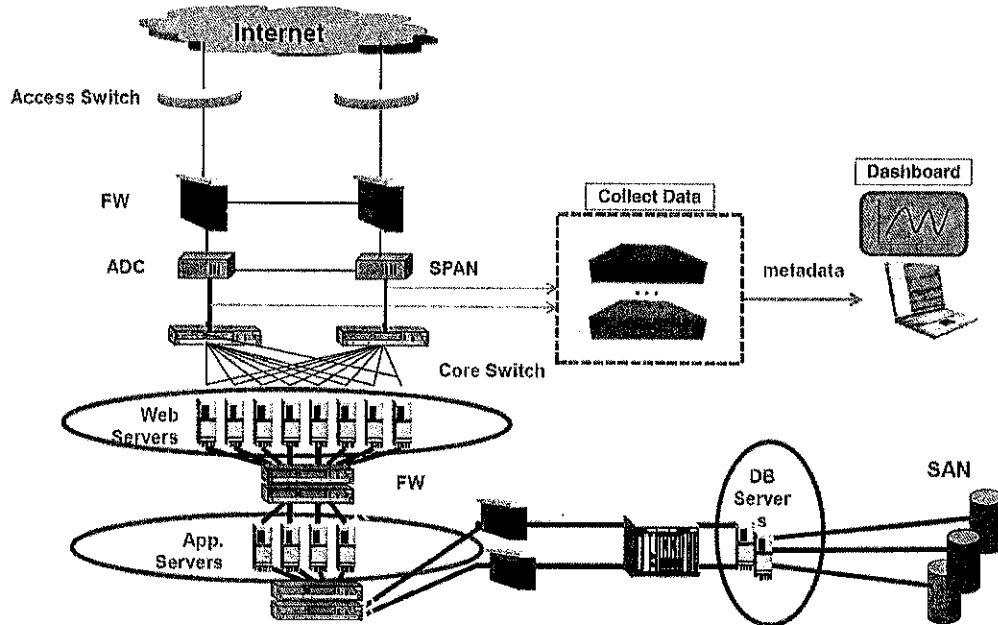 Internet
Access Switch
FW
Dashboard
Collect Data
ADC
SPAN
metadata
...
Core Switch
Web
Servers
FW
DB
Server
s
SAN
App.
Servers